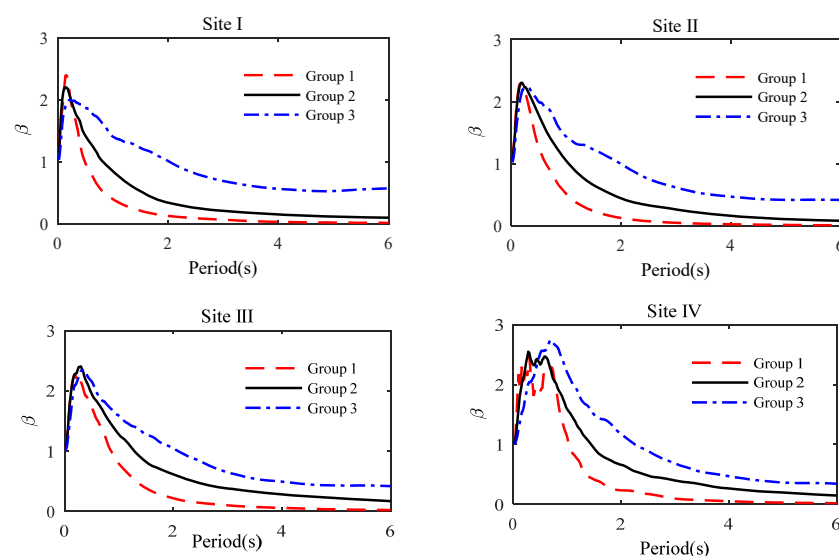 Site I
3
2
1
0
β
Group 1
Group 2
Group 3
0 2 4 6
Period(s)
Site II
3
2
1
0
β
Group 1
Group 2
Group 3
0 2 4 6
Period(s)
Site III
3
2
1
0
β
Group 1
Group 2
Group 3
0 2 4 6
Period(s)
Site IV
3
2
1
0
β
Group 1
Group 2
Group 3
0 2 4 6
Period(s)